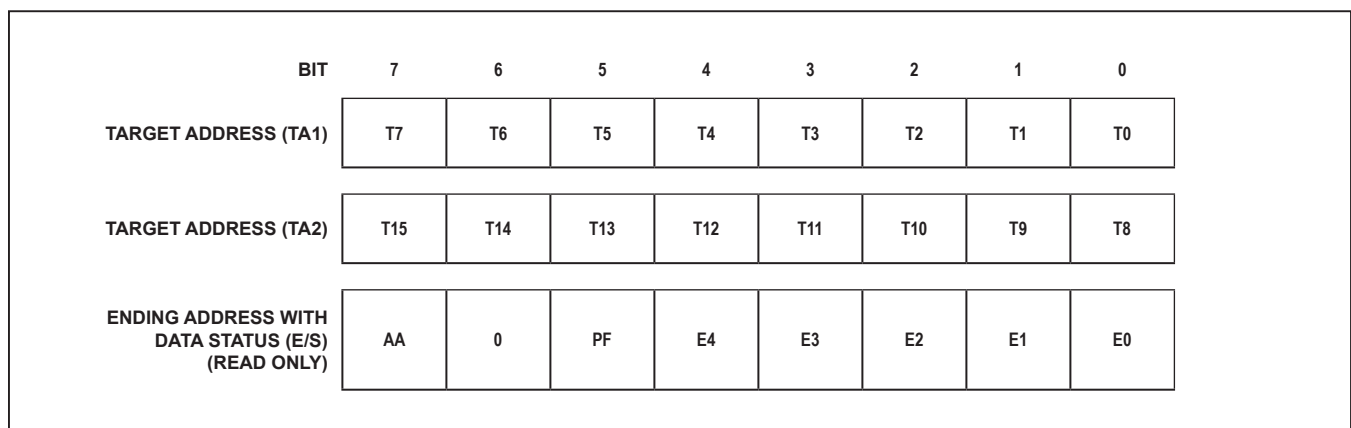 BIT 7 6 5 4 3 2 1 0
TARGET ADDRESS (TA1) T7 T6 T5 T4 T3 T2 T1 T0
TARGET ADDRESS (TA2) T15 T14 T13 T12 T11 T10 T9 T8
ENDING ADDRESS WITH
DATA STATUS (E/S)
(READ ONLY)
AA 0 PF E4 E3 E2 E1 E0